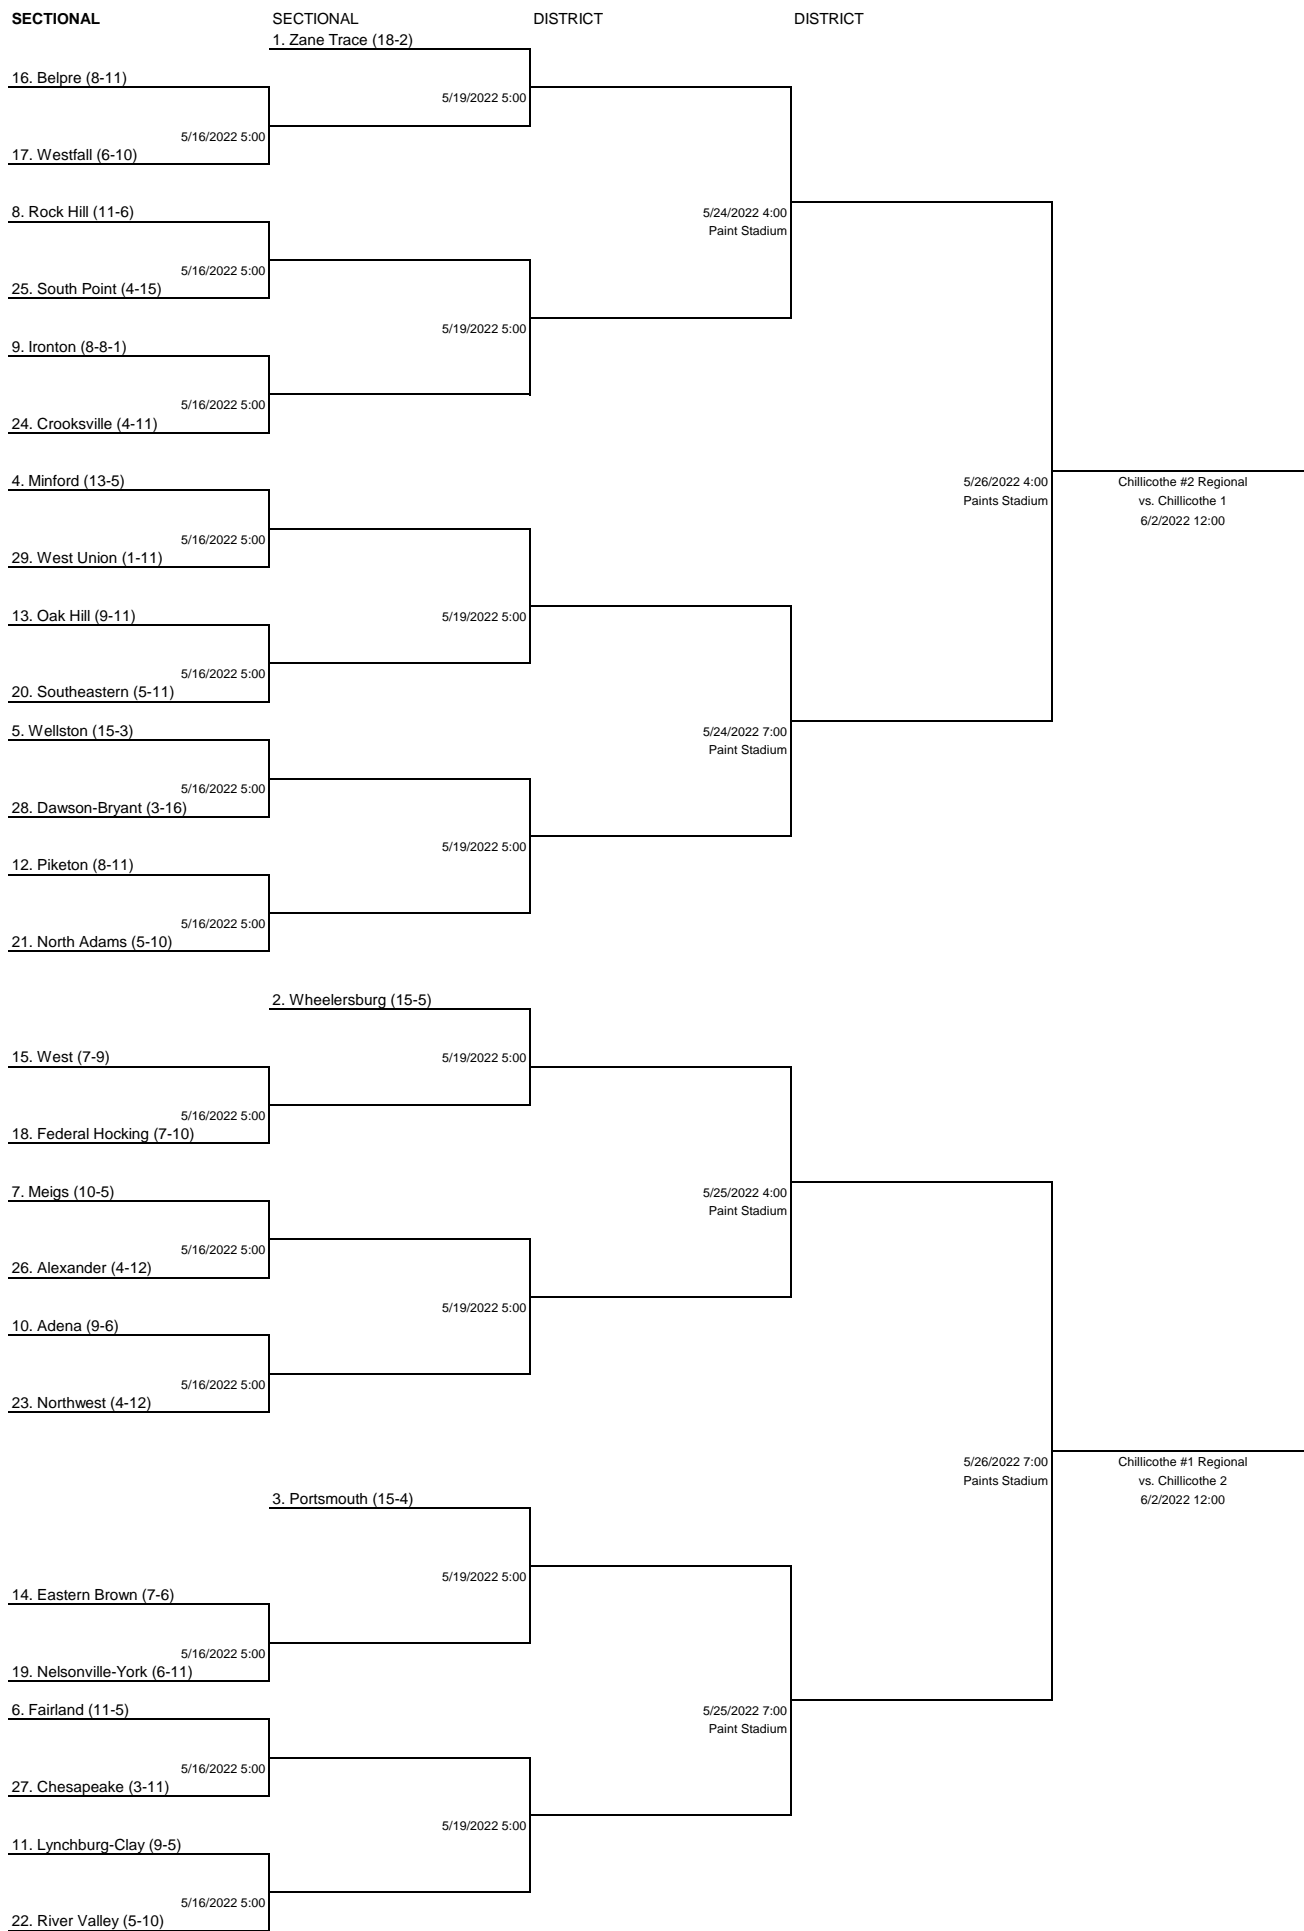 SECTIONAL SECTIONAL DISTRICT DISTRICT
1. Zane Trace (18-2)
16. Belpre (8-11)
5/19/2022 5:00
5/16/2022 5:00
17. Westfall (6-10)
8. Rock Hill (11-6)
5/24/2022 4:00
Paint Stadium
5/16/2022 5:00
25. South Point (4-15)
5/19/2022 5:00
9. Ironton (8-8-1)
5/16/2022 5:00
24. Crooksville (4-11)
4. Minford (13-5)
5/26/2022 4:00
Paints Stadium
Chillicothe #2 Regional
vs. Chillicothe 1
6/2/2022 12:00
5/16/2022 5:00
29. West Union (1-11)
13. Oak Hill (9-11)
5/19/2022 5:00
5/16/2022 5:00
20. Southeastern (5-11)
5. Wellston (15-3)
5/24/2022 7:00
Paint Stadium
5/16/2022 5:00
28. Dawson-Bryant (3-16)
5/19/2022 5:00
12. Piketon (8-11)
5/16/2022 5:00
21. North Adams (5-10)
2. Wheelersburg (15-5)
15. West (7-9)
5/19/2022 5:00
5/16/2022 5:00
18. Federal Hocking (7-10)
7. Meigs (10-5)
5/25/2022 4:00
Paint Stadium
5/16/2022 5:00
26. Alexander (4-12)
5/19/2022 5:00
10. Adena (9-6)
5/16/2022 5:00
23. Northwest (4-12)
5/26/2022 7:00
Paints Stadium
Chillicothe #1 Regional
vs. Chillicothe 2
6/2/2022 12:00
3. Portsmouth (15-4)
5/19/2022 5:00
14. Eastern Brown (7-6)
5/16/2022 5:00
19. Nelsonville-York (6-11)
6. Fairland (11-5)
5/25/2022 7:00
Paint Stadium
5/16/2022 5:00
27. Chesapeake (3-11)
5/19/2022 5:00
11. Lynchburg-Clay (9-5)
5/16/2022 5:00
22. River Valley (5-10)